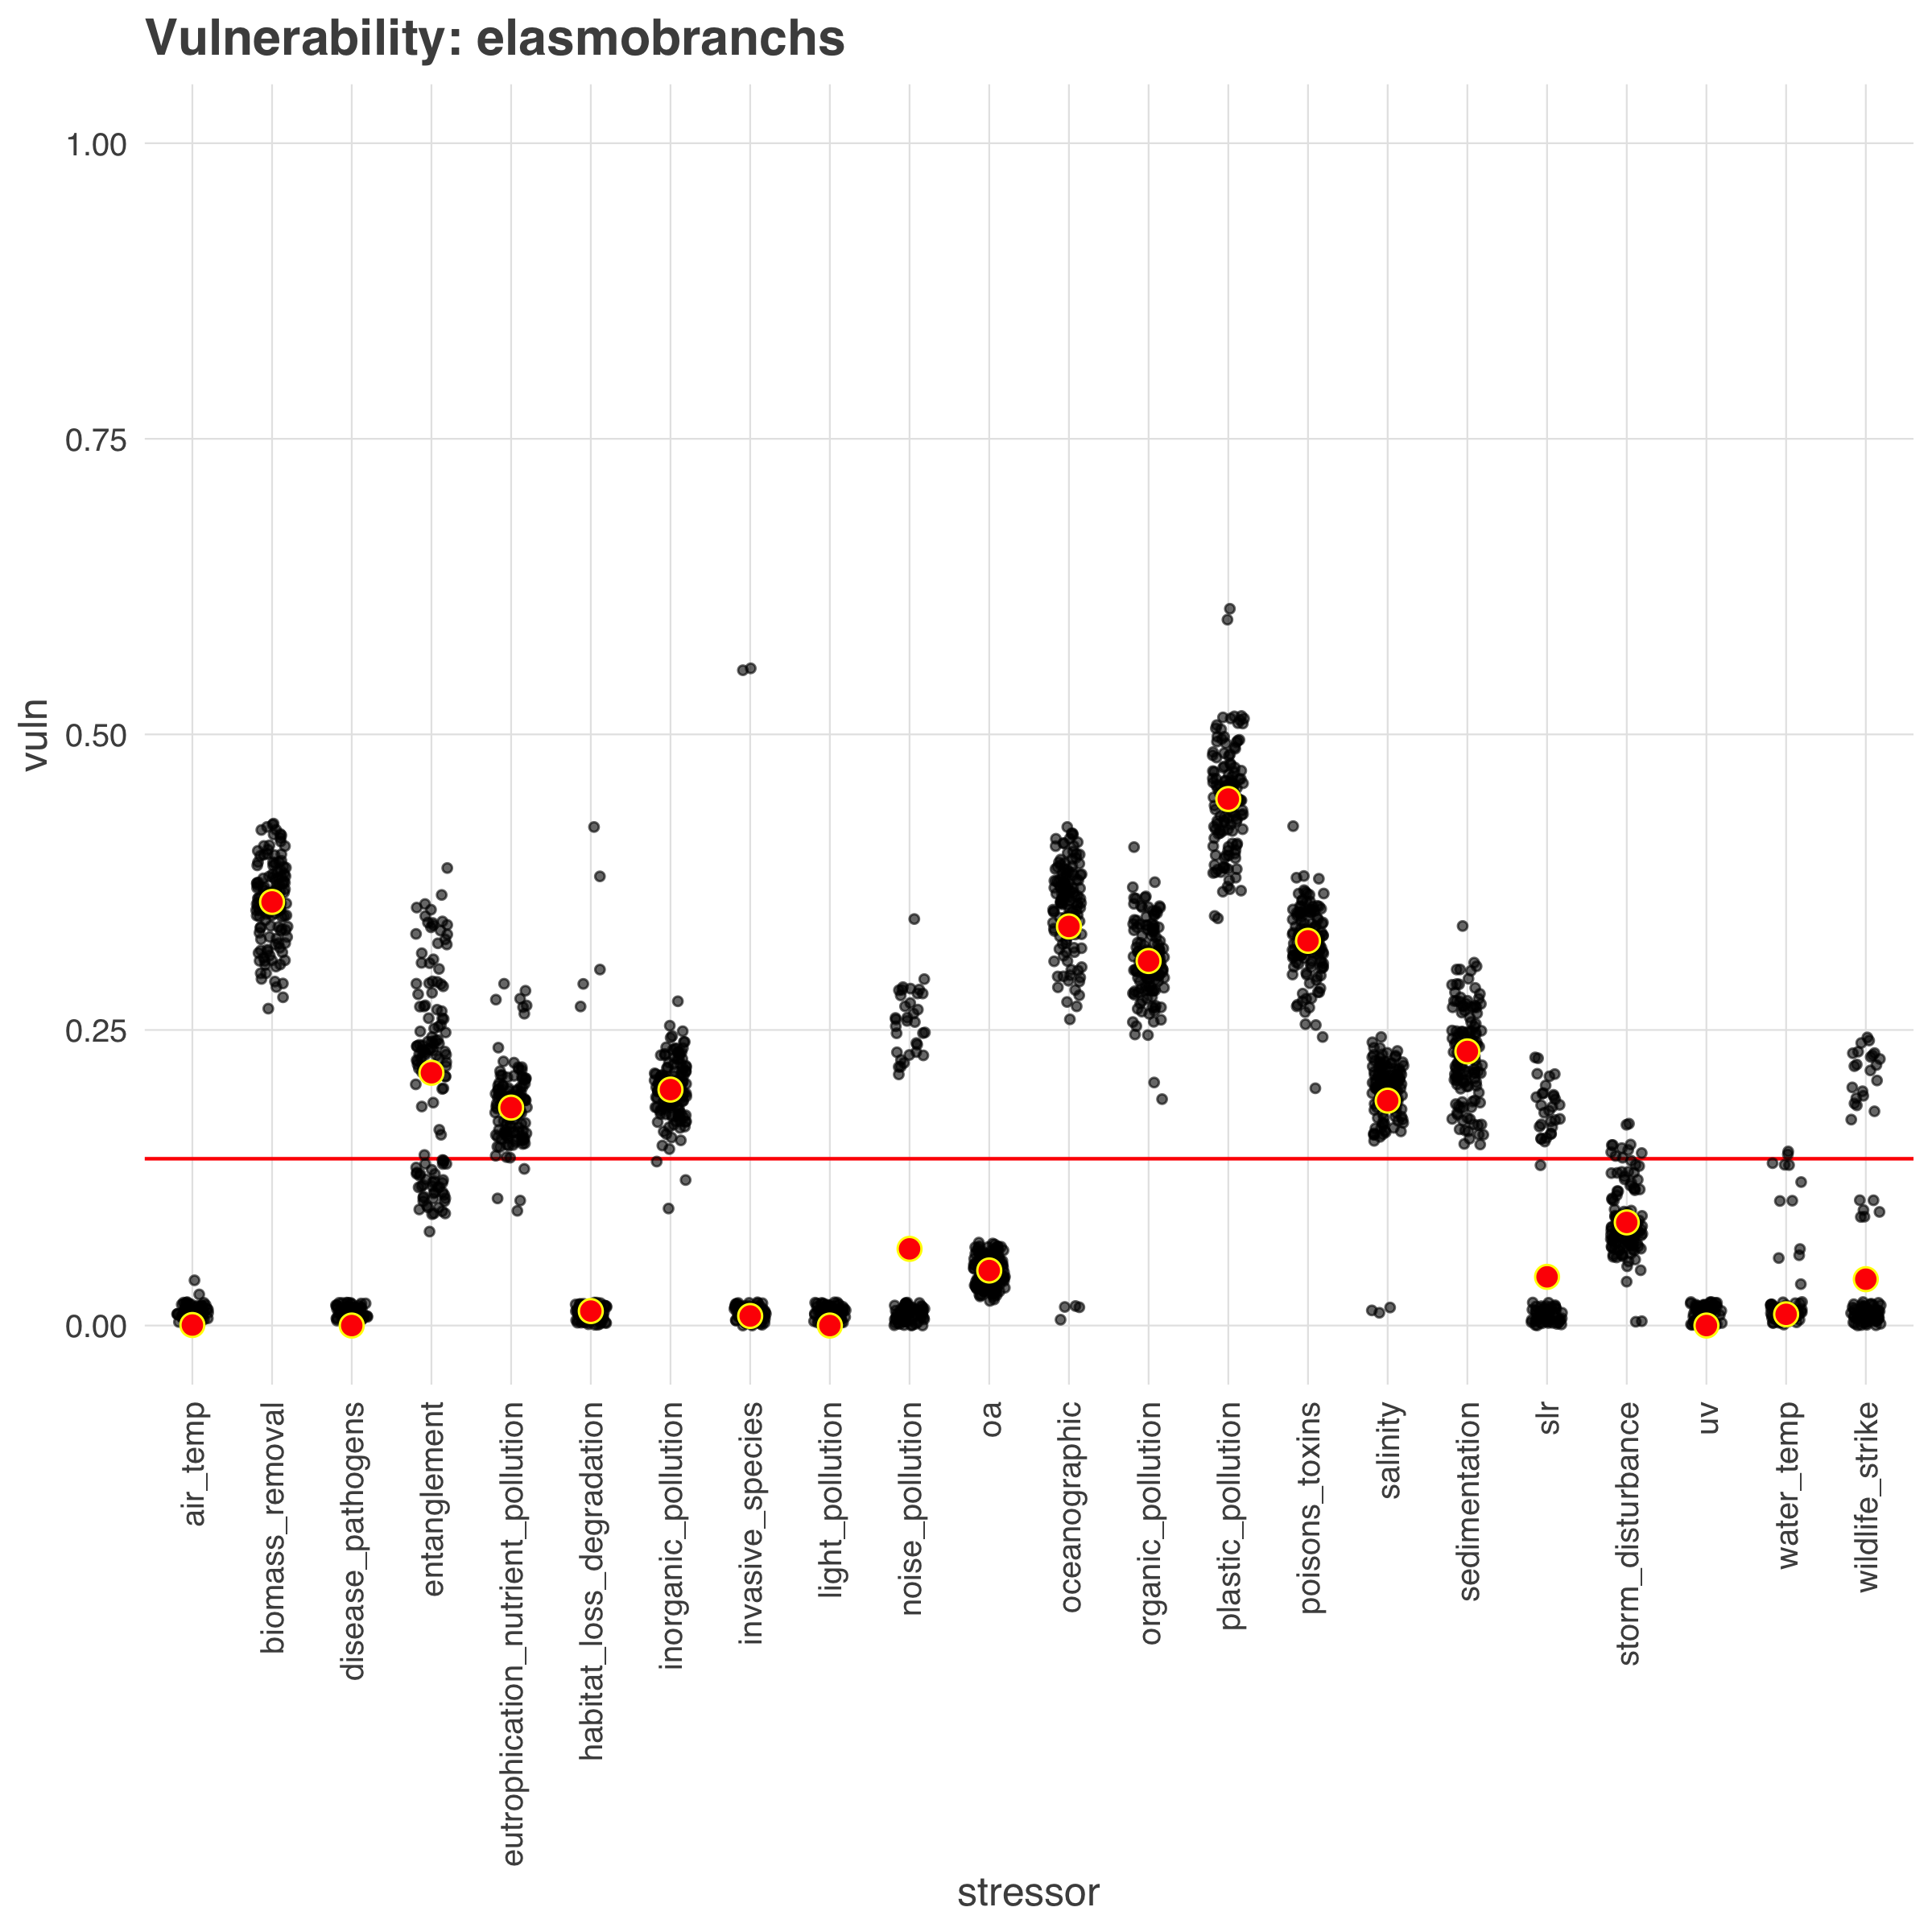 Vulnerability: elasmobranchs
1.00
0.75
0.50
0.25
0.00
vuln
air_temp
biomass_removal
disease_pathogens
entanglement
eutrophication_nutrient_pollution
habitat_loss_degradation
inorganic_pollution
invasive_species
light_pollution
noise_pollution
oa
oceanographic
organic_pollution
plastic_pollution
poisons_toxins
salinity
sedimentation
slr
storm_disturbance
uv
water_temp
wildlife_strike
stressor